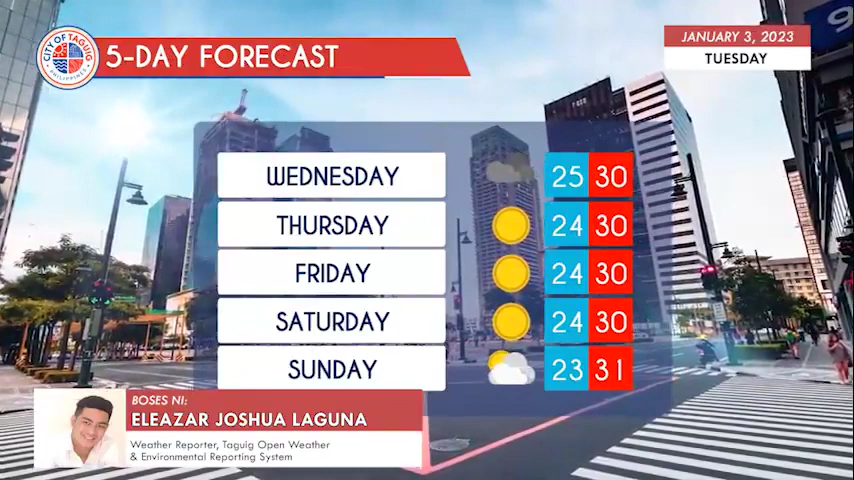 CITY OF TAGUIG
PHILIPPINES
5-DAY FORECAST
JANUARY 3, 2023
TUESDAY
WEDNESDAY 25 30
THURSDAY 24 30
FRIDAY 24 30
SATURDAY 24 30
SUNDAY 23 31
BOSES NI:
ELEAZAR JOSHUA LAGUNA
Weather Reporter, Taguig Open Weather
& Environmental Reporting System
9